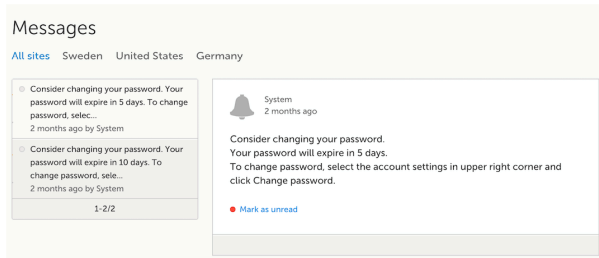 Messages
All sites Sweden United States Germany
Consider changing your password. Your
password will expire in 5 days. To change
password, selec...
2 months ago by System
Consider changing your password. Your
password will expire in 10 days. To
change password, sele...
2 months ago by System
1-2/2
System
2 months ago
Consider changing your password.
Your password will expire in 5 days.
To change password, select the account settings in upper right corner and
click Change password.
Mark as unread